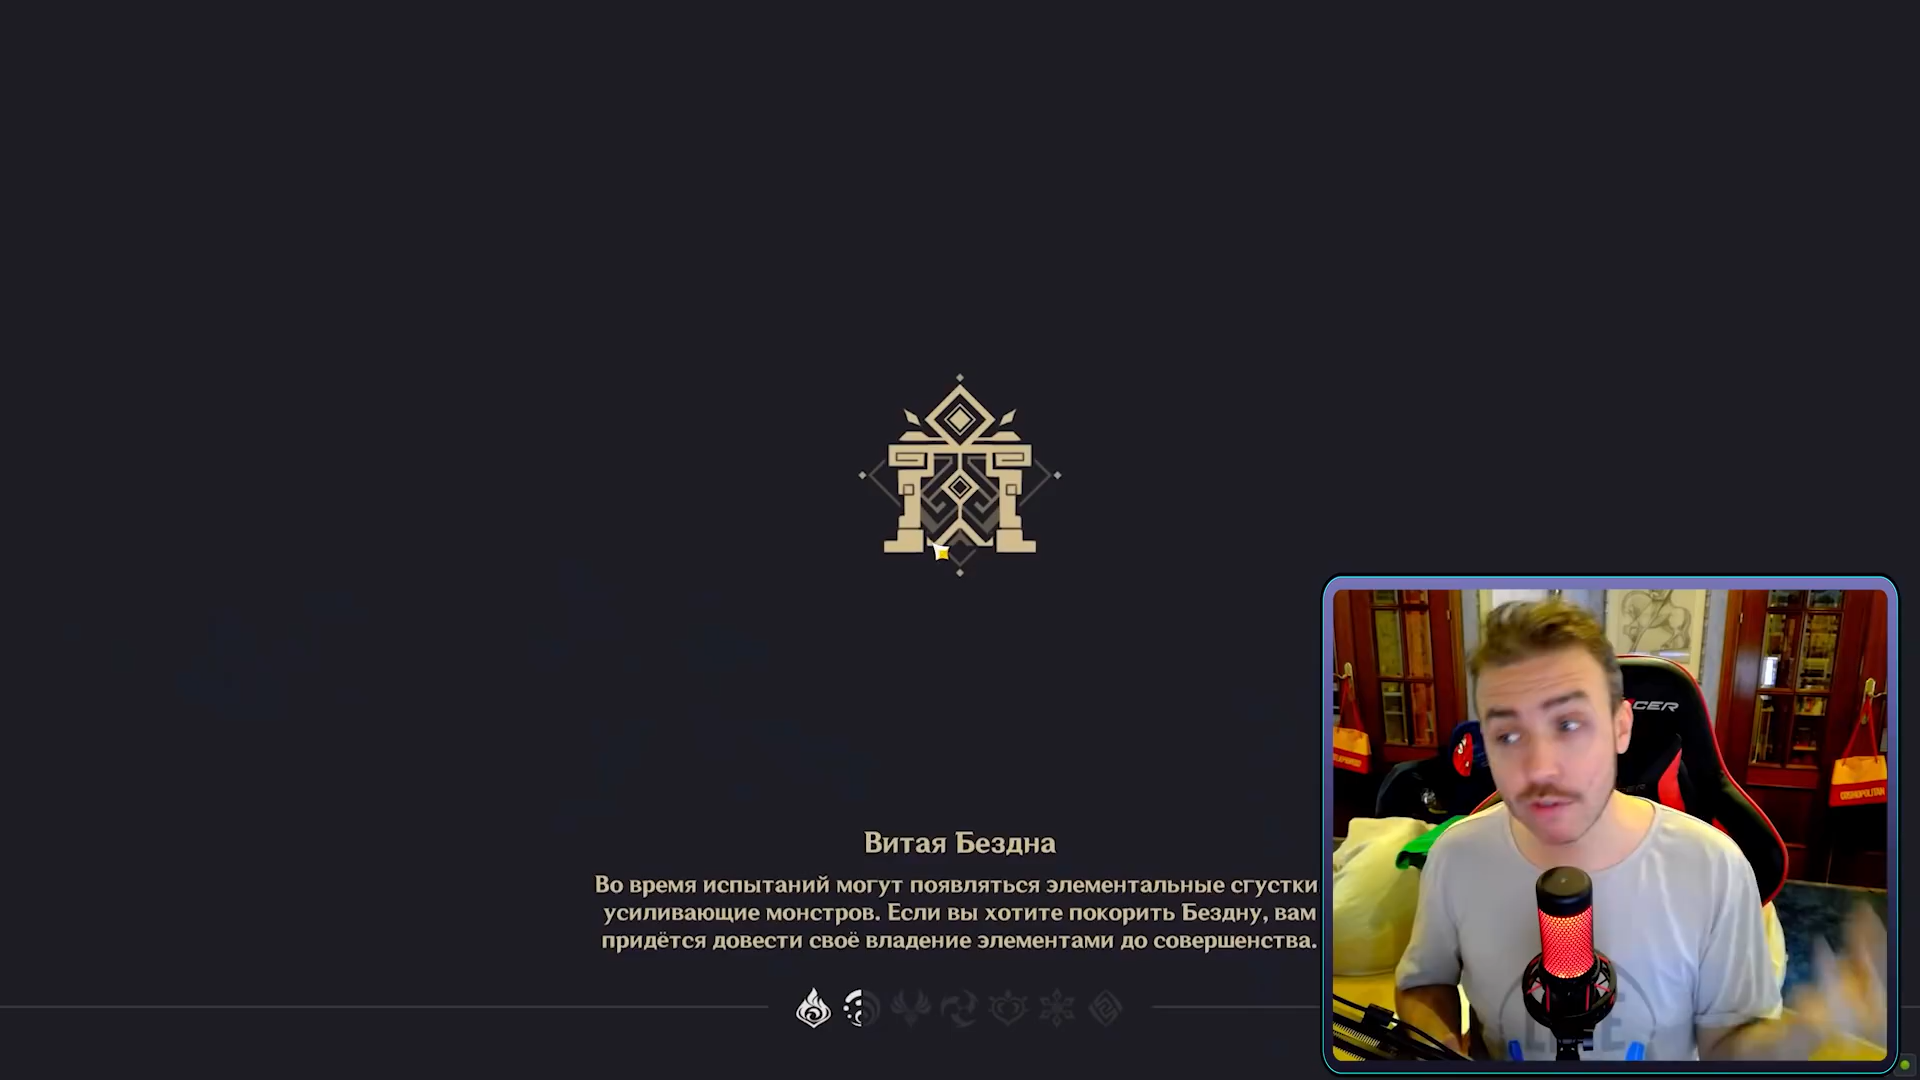 Витая Бездна
Во время испытаний могут появляться элементальные сгустки
усиливающие монстров. Если вы хотите покорить Бездну, вам
придётся довести своё владение элементами до совершенства.
COSMOPOLITAN